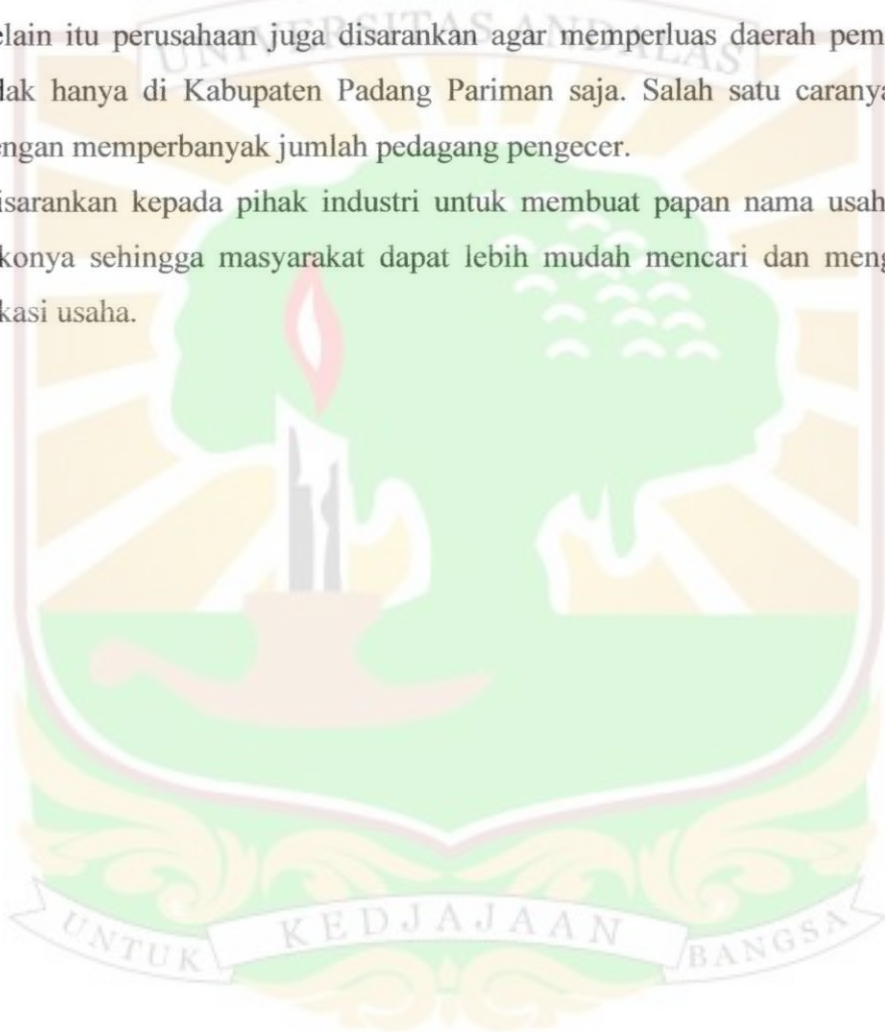 elain itu perusahaan juga disarankan agar memperluas daerah pem
dak hanya di Kabupaten Padang Pariman saja. Salah satu caranya
engan memperbanyak jumlah pedagang pengecer.
isarankan kepada pihak industri untuk membuat papan nama usah
konya sehingga masyarakat dapat lebih mudah mencari dan meng
kasi usaha.
UNIVERSITAS ANDALAS
UNTUK KEDJAJAAN BANGSA